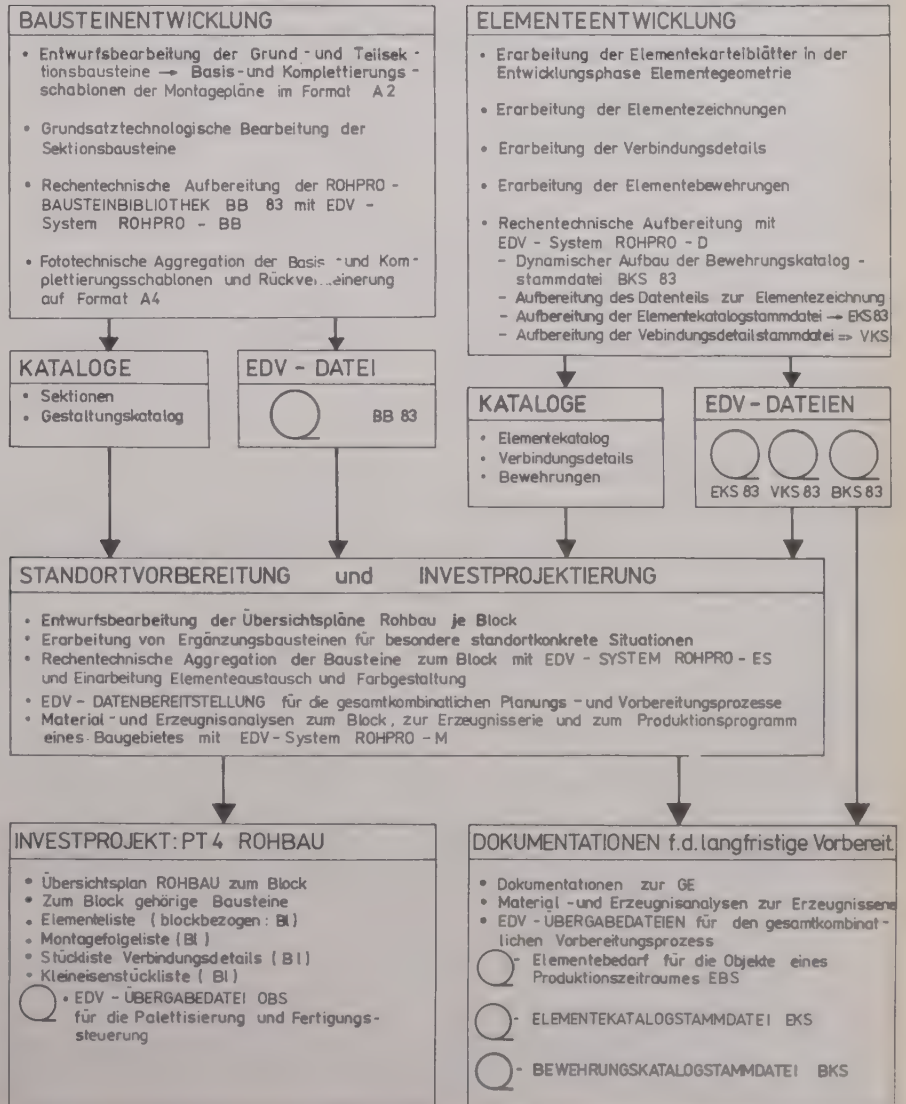 BAUSTEINENTWICKLUNG
• Entwurfsbearbeitung der Grund - und Teilsek -
tionsbausteine → Basis - und Komplettierungs -
schablonen der Montagepläne im Format A2
• Grundsatztechnologische Bearbeitung der
Sektionsbausteine
• Rechentechnische Aufbereitung der ROHPRO -
BAUSTEINBIBLIOTHEK BB 83 mit EDV -
System ROHPRO - BB
• Fototechnische Aggregation der Basis - und Kom -
plettierungsschablonen und
auf Format A4
ELEMENTEENTWICKLUNG
• Erarbeitung der Elementekarteiblätter in der
Entwicklungsphase Elementegeometrie
• Erarbeitung der Elementezeichnungen
• Erarbeitung der Verbindungsdetails
• Erarbeitung der Elementebewehrungen
• Rechentechnische Aufbereitung mit
EDV - System ROHPRO - D
- Dynamischer Aufbau der Bewehrungskatalog -
stammdatei BKS 83
- Aufbereitung des Datenteils zur Elementezeichnung
- Aufbereitung der Elementekatalogstammdatei → EKS83
- Aufbereitung der Vebindungsdetailstammdatei => VKS
KATALOGE
• Sektionen
• Gestaltungskatalog
EDV - DATEI
BB 83
KATALOGE
• Elementekatalog
• Verbindungsdetails
• Bewehrungen
EDV - DATEIEN
EKS 83 VKS 83 BKS 83
STANDORTVORBEREITUNG und INVESTPROJEKTIERUNG
• Entwurfsbearbeitung der Übersichtspläne Rohbau je Block
• Erarbeitung von Ergänzungsbausteinen für besondere standortkonkrete Situationen
• Rechentechnische Aggregation der Bausteine zum Block mit EDV - SYSTEM ROHPRO - ES
und Einarbeitung Elementeaustausch und Farbgestaltung
• EDV - DATENBEREITSTELLUNG für die gesamtkombinatlichen Planungs - und Vorbereitungsprozesse
• Material - und Erzeugnisanalysen zum Block, zur Erzeugnisserie und zum Produktionsprogramm
eines Baugebietes mit EDV-System ROHPRO - M
INVESTPROJEKT: PT 4 ROHBAU
• Übersichtsplan ROHBAU zum Block
• Zum Block gehörige Bausteine
• Elementeliste ( blockbezogen: Bl)
• Montagefolgeliste ( Bl )
• Stückliste Verbindungsdetails ( Bl )
• Kleineisenstückliste ( Bl )
• EDV - ÜBERGABEDATEI OBS
für die Palettisierung und Fertigungs -
steuerung
DOKUMENTATIONEN f.d. langfristige Vorbereit.
• Dokumentationen zur GE
• Material - und Erzeugnisanalysen zur Erzeugnisserie
• EDV - ÜBERGABEDATEIEN für den gesamtkombinat -
lichen Vorbereitungsprozess
- Elementebedarf für die Objekte eines
Produktionszeitraumes EBS
- ELEMENTEKATALOGSTAMMDATEI EKS
- BEWEHRUNGSKATALOGSTAMMDATEI BKS